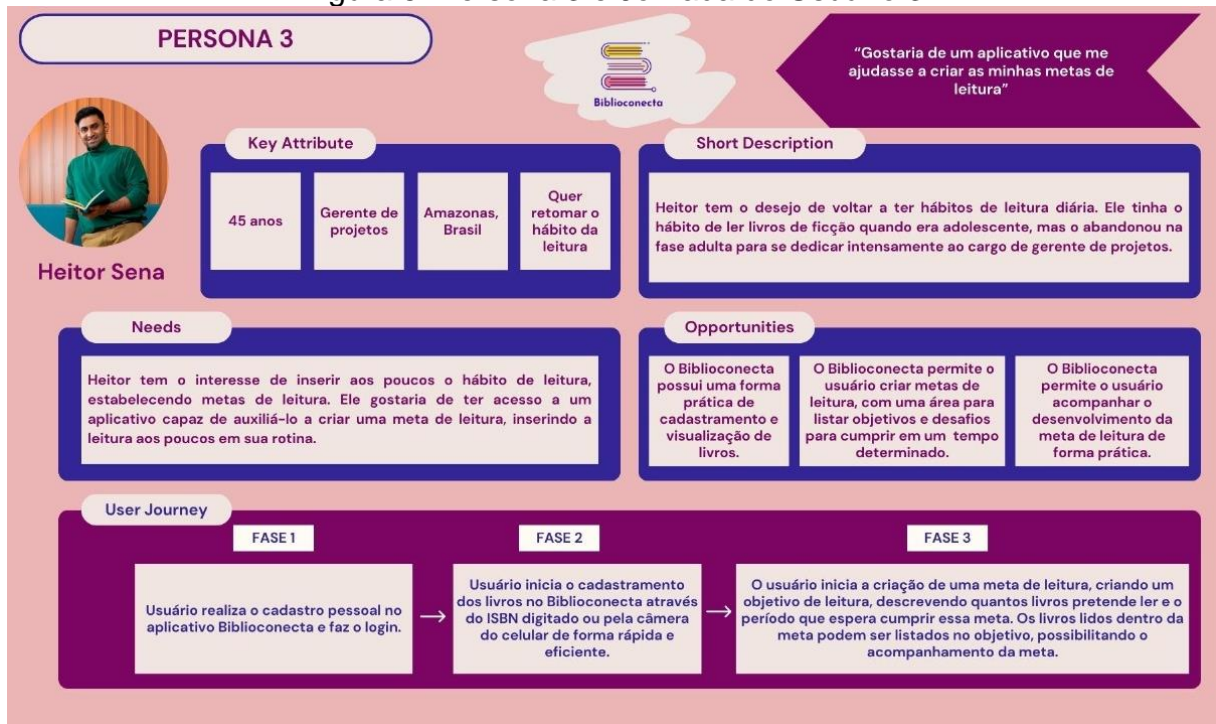 PERSONA 3
Biblioconecta
“Gostaria de um aplicativo que me
ajudasse a criar as minhas metas de
leitura”
Heitor Sena
Key Attribute
45 anos
Gerente de
projetos
Amazonas,
Brasil
Quer
retomar o
hábito da
leitura
Short Description
Heitor tem o desejo de voltar a ter hábitos de leitura diária. Ele tinha o
hábito de ler livros de ficção quando era adolescente, mas o abandonou na
fase adulta para se dedicar intensamente ao cargo de gerente de projetos.
Needs
Heitor tem o interesse de inserir aos poucos o hábito de leitura,
estabelecendo metas de leitura. Ele gostaria de ter acesso a um
aplicativo capaz de auxiliá-lo a criar uma meta de leitura, inserindo a
leitura aos poucos em sua rotina.
Opportunities
O Biblioconecta
possui uma forma
prática de
cadastramento e
visualização de
livros.
O Biblioconecta permite o
usuário criar metas de
leitura, com uma área para
listar objetivos e desafios
para cumprir em um tempo
determinado.
O Biblioconecta
permite o usuário
acompanhar o
desenvolvimento da
meta de leitura de
forma prática.
User Journey
FASE 1
Usuário realiza o cadastro pessoal no
aplicativo Biblioconecta e faz o login.
FASE 2
Usuário inicia o cadastramento
dos livros no Biblioconecta através
do ISBN digitado ou pela câmera
do celular de forma rápida e
eficiente.
FASE 3
O usuário inicia a criação de uma meta de leitura, criando um
objetivo de leitura, descrevendo quantos livros pretende ler e o
período que espera cumprir essa meta. Os livros lidos dentro da
meta podem ser listados no objetivo, possibilitando o
acompanhamento da meta.